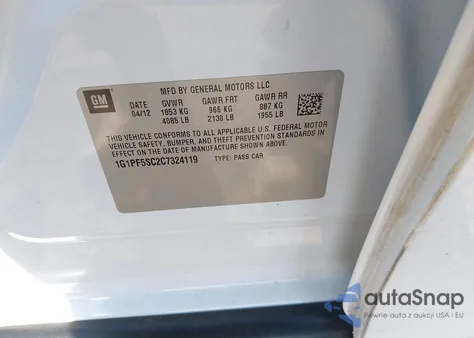 MFD BY GENERAL MOTORS LLC
GM
DATE GVWR GAWR FRT GAWR RR
04/12 1853 KG 966 KG 887 KG
4085 LB 2130 LB 1955 LB
THIS VEHICLE CONFORMS TO ALL APPLICABLE U.S. FEDERAL MOTOR
VEHICLE SAFETY, BUMPER, AND THEFT PREVENTION STANDARDS IN
EFFECT ON THE DATE OF MANUFACTURE SHOWN ABOVE.
1G1PF5SC2C7324119 TYPE: PASS CAR
autoSnap
Pewne auto z aukcji USA i EU